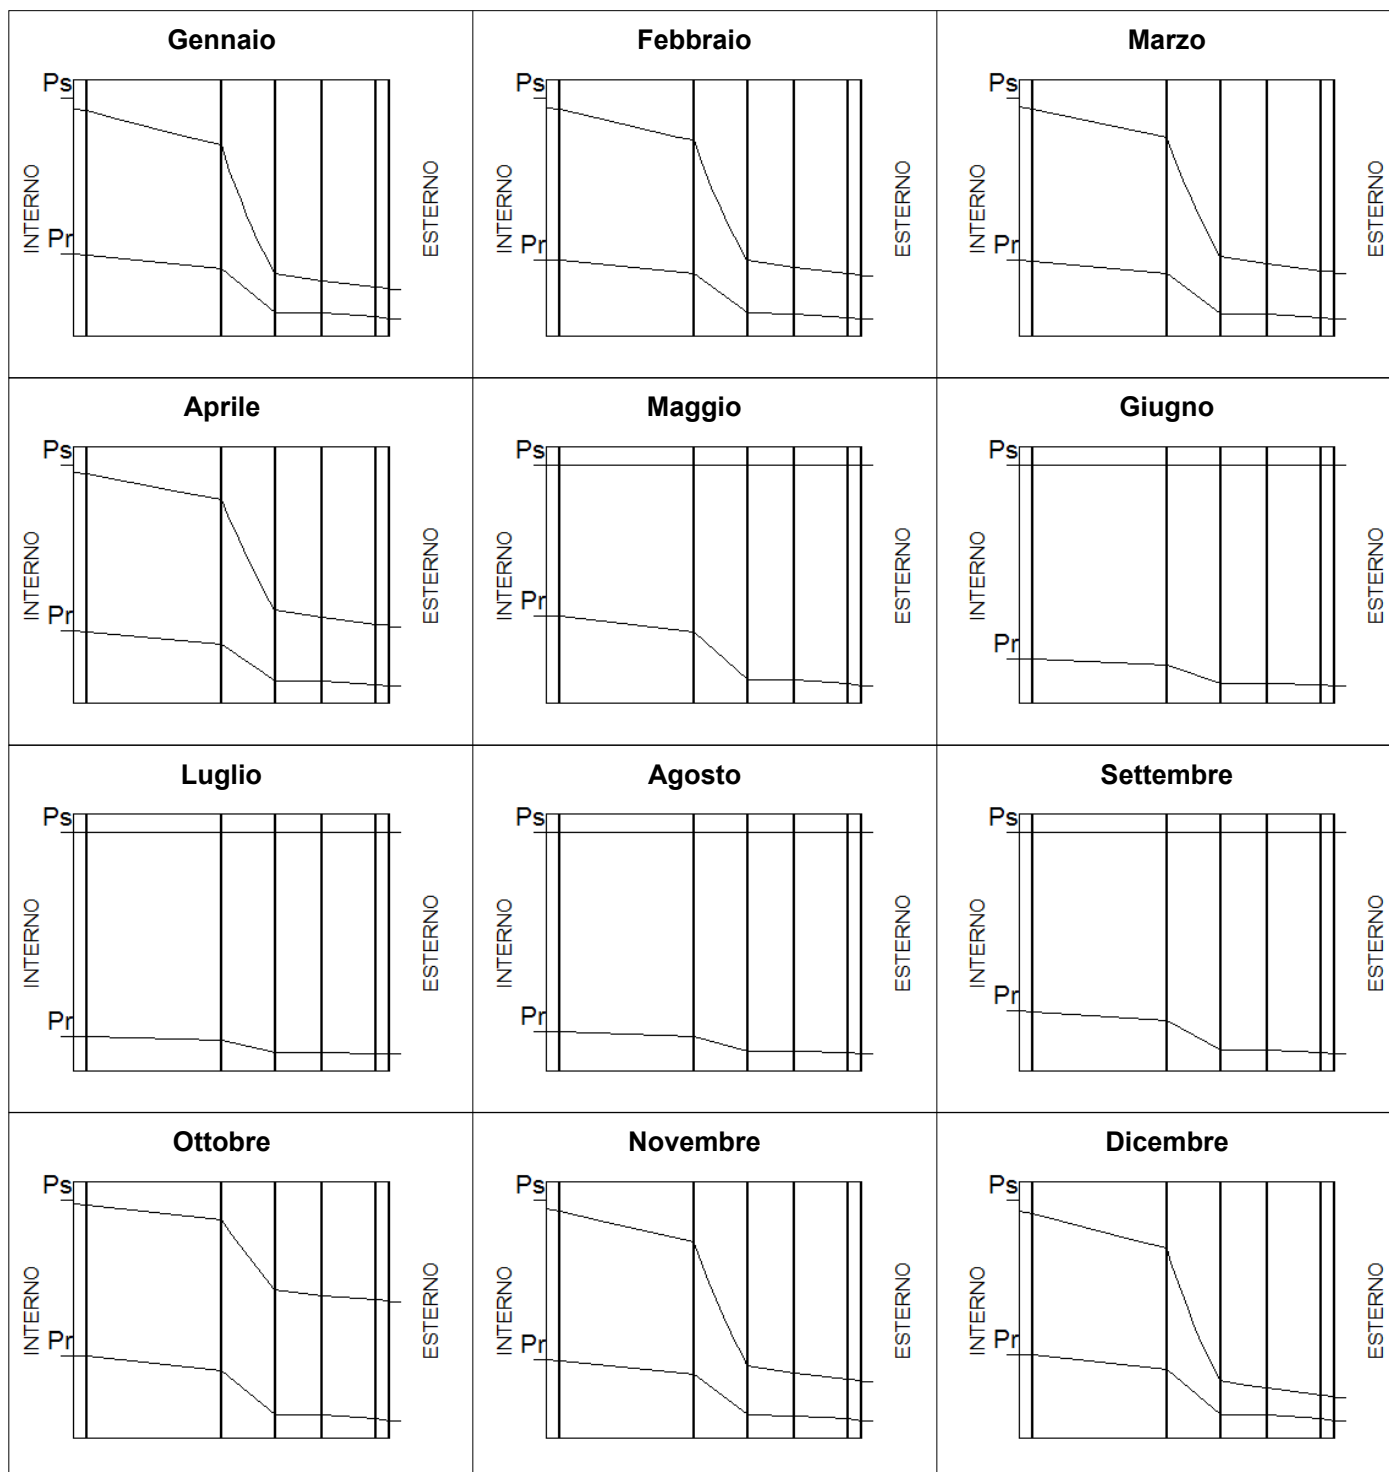 Gennaio
Ps
Pr
INTERNO
ESTERNO
Febbraio
Ps
Pr
INTERNO
ESTERNO
Marzo
Ps
Pr
INTERNO
ESTERNO
Aprile
Ps
Pr
INTERNO
ESTERNO
Maggio
Ps
Pr
INTERNO
ESTERNO
Giugno
Ps
Pr
INTERNO
ESTERNO
Luglio
Ps
Pr
INTERNO
ESTERNO
Agosto
Ps
Pr
INTERNO
ESTERNO
Settembre
Ps
Pr
INTERNO
ESTERNO
Ottobre
Ps
Pr
INTERNO
ESTERNO
Novembre
Ps
Pr
INTERNO
ESTERNO
Dicembre
Ps
Pr
INTERNO
ESTERNO